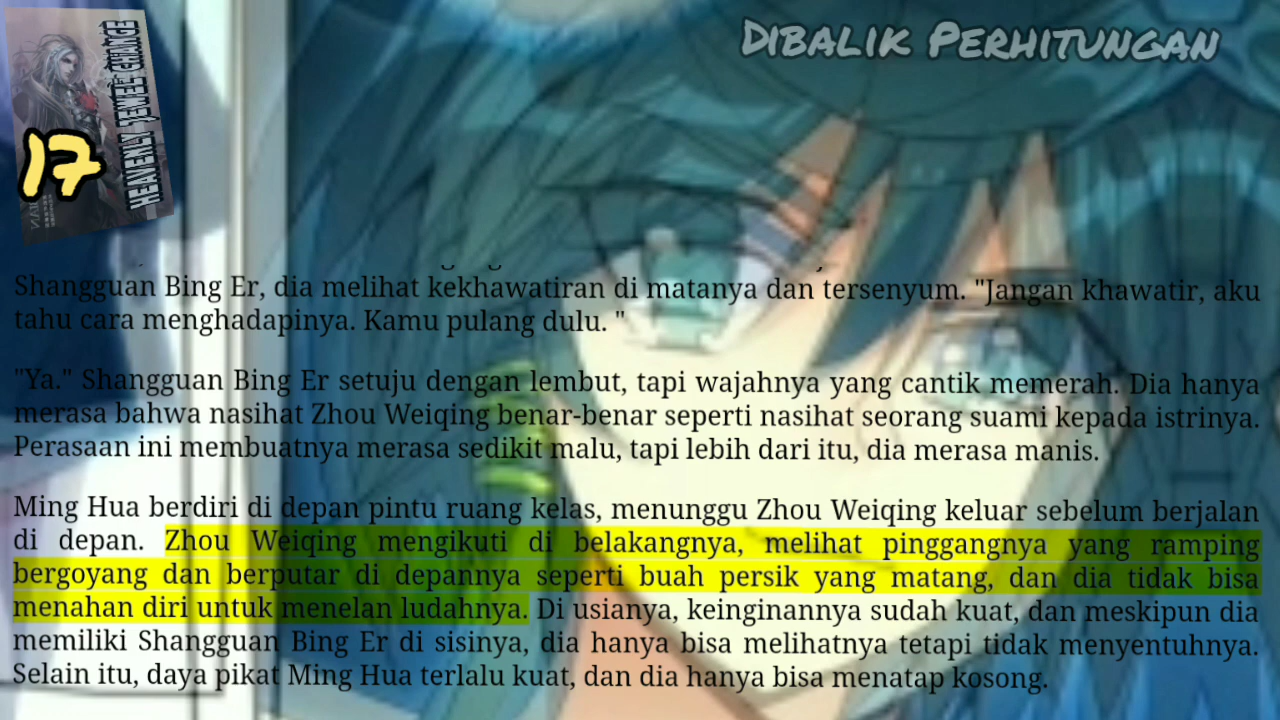 DIBALIK PERHITUNGAN
HEAVENLY JEWEL CHANGE
17
Shangguan Bing Er, dia melihat kekhawatiran di matanya dan tersenyum. "Jangan khawatir, aku
tahu cara menghadapinya. Kamu pulang dulu. "
"Ya." Shangguan Bing Er setuju dengan lembut, tapi wajahnya yang cantik memerah. Dia hanya
merasa bahwa nasihat Zhou Weiqing benar-benar seperti nasihat seorang suami kepada istrinya.
Perasaan ini membuatnya merasa sedikit malu, tapi lebih dari itu, dia merasa manis.
Ming Hua berdiri di depan pintu ruang kelas, menunggu Zhou Weiqing keluar sebelum berjalan
di depan. Zhou Weiqing mengikuti di belakangnya, melihat pinggangnya yang ramping
bergoyang dan berputar di depannya seperti buah persik yang matang, dan dia tidak bisa
menahan diri untuk menelan ludahnya. Di usianya, keinginannya sudah kuat, dan meskipun dia
memiliki Shangguan Bing Er di sisinya, dia hanya bisa melihatnya tetapi tidak menyentuhnya.
Selain itu, daya pikat Ming Hua terlalu kuat, dan dia hanya bisa menatap kosong.